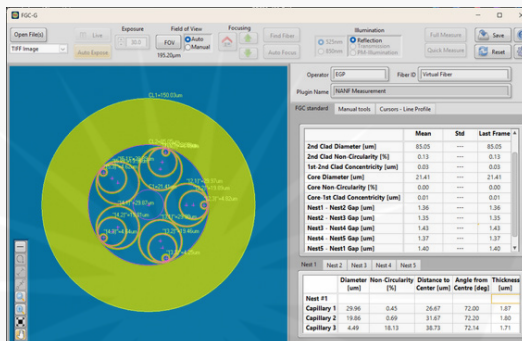 FGC-G
Open File(s)
TIFF Image
Live
Auto Expose
Exposure
30.0
Field of View
FOV
Auto
Manual
195.20µm
Focusing
Find Fiber
Auto Focus
Illumination
525nm
Reflection
Transmission
Full Measure
Quick Measure
Save
Reset
Operator EGP Fiber ID Virtual Fiber
Plugin Name NANF Measurement
FGC standard Manual tools Cursors - Line Profile
Mean Std Last Frame
2nd Clad Diameter [um] 85.05 --- 85.05
2nd Clad Non-Circularity [%] 0.13 --- 0.13
1st-2nd Clad Concentricity [um] 0.03 --- 0.03
Core Diameter [um] 21.41 --- 21.41
Core Non-Circularity [%] 0.00 --- 0.00
Core-1st Clad Concentricity [um] 0.01 --- 0.01
Nest1 - Nest2 Gap [um] 1.36 --- 1.36
Nest2 - Nest3 Gap [um] 1.35 --- 1.35
Nest3 - Nest4 Gap [um] 1.43 --- 1.43
Nest4 - Nest5 Gap [um] 1.37 --- 1.37
Nest5 - Nest1 Gap [um] 1.40 --- 1.40
Nest 1 Nest 2 Nest 3 Nest 4 Nest 5
Diameter [um] Non-Circularity [%] Distance to Center [um] Angle from Centre [deg] Thickness [um]
Nest #1
Capillary 1 29.96 0.45 26.67 72.00 1.87
Capillary 2 19.86 0.69 31.67 72.20 1.80
Capillary 3 4.49 18.13 38.73 72.14 1.71
CL1=150.03um